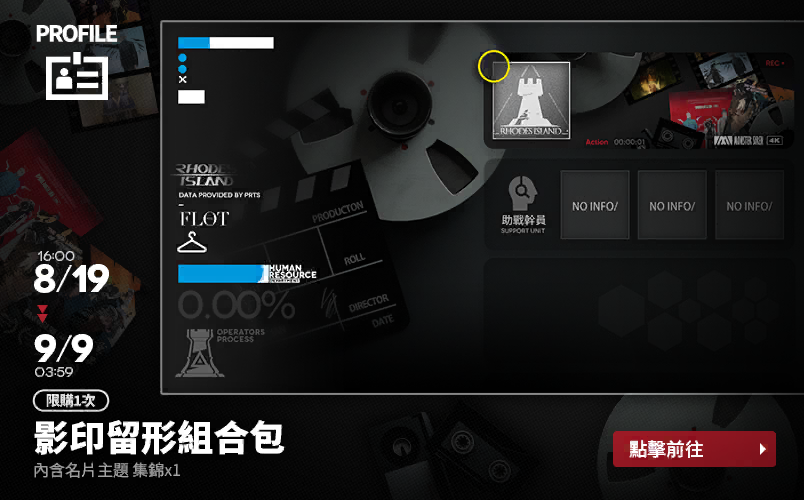 PROFILE
RHODES
ISLAND
DATA PROVIDED BY PRTS
FLOT
HUMAN
RESOURCE
0.00%
OPERATORS
PROCESS
PRODUCTON
ROLL
DIRECTOR
DATE
RHODES ISLAND
REC
Action 00:00:01
MONSTER SIREN 4K
助戰幹員
SUPPORT UNIT
NO INFO/
NO INFO/
NO INFO/
16:00
8/19
9/9
03:59
限購1次
影印留形組合包
內含名片主題 集錦x1
點擊前往